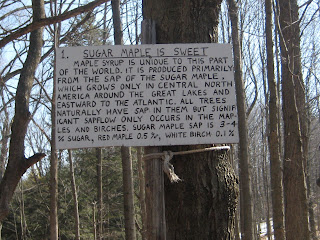 1. SUGAR MAPLE IS SWEET
MAPLE SYRUP IS UNIQUE TO THIS PART
OF THE WORLD. IT IS PRODUCED PRIMARILY
FROM THE SAP OF THE SUGAR MAPLE,
WHICH GROWS ONLY IN CENTRAL NORTH
AMERICA AROUND THE GREAT LAKES AND
EASTWARD TO THE ATLANTIC. ALL TREES
NATURALLY HAVE SAP IN THEM BUT SIGNIF
ICANT SAPFLOW ONLY OCCURS IN THE MAP-
LES AND BIRCHES. SUGAR MAPLE SAP IS 3-4
% SUGAR, RED MAPLE 0.5 %, WHITE BIRCH 0.1 %